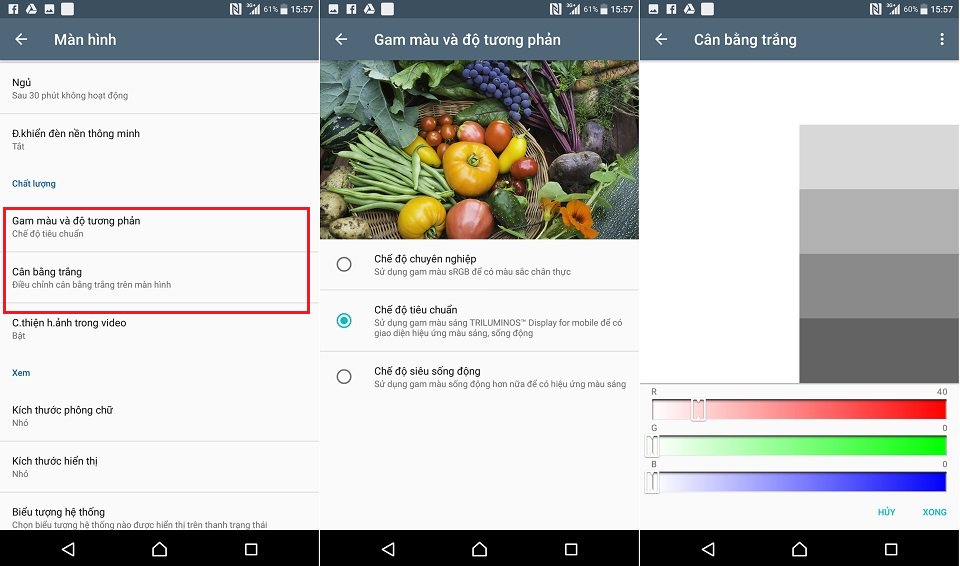 61% 15:57
Màn hình
Ngủ
Sau 30 phút không hoạt động
Đ.khiển đèn nền thông minh
Tắt
Chất lượng
Gam màu và độ tương phản
Chế độ tiêu chuẩn
Cân bằng trắng
Điều chỉnh cân bằng trắng trên màn hình
C.thiện h.ảnh trong video
Bật
Xem
Kích thước phông chữ
Nhỏ
Kích thước hiển thị
Nhỏ
Biểu tượng hệ thống
Chọn biểu tượng hệ thống nào được hiển thị trên thanh trạng thái
61% 15:57
Gam màu và độ tương phản
Chế độ chuyên nghiệp
Sử dụng gam màu sRGB để có màu sắc chân thực
Chế độ tiêu chuẩn
Sử dụng gam màu sáng TRILUMINOS™ Display for mobile để có
giao diện hiệu ứng màu sáng, sống động
Chế độ siêu sống động
Sử dụng gam màu sống động hơn nữa để có hiệu ứng màu sáng
60% 15:57
Cân bằng trắng
R 40
G 0
B 0
HỦY XONG